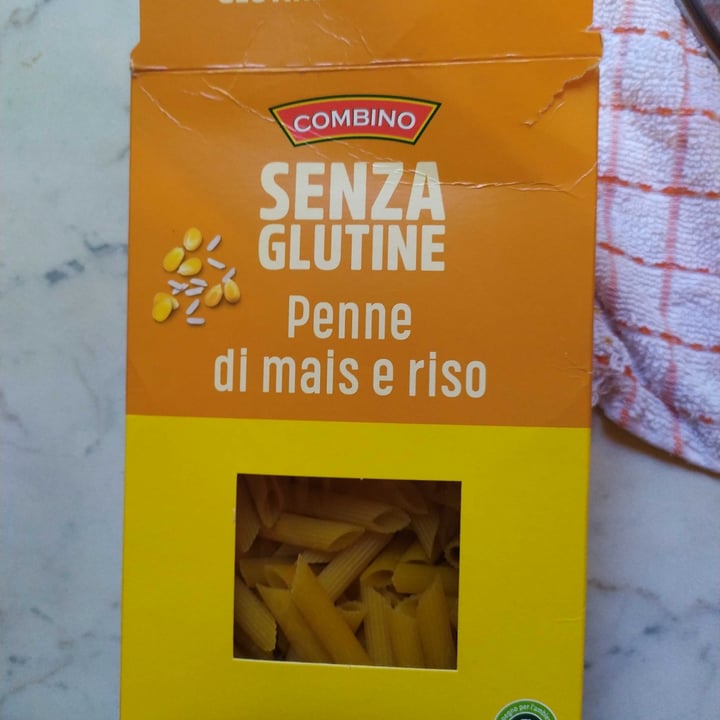 COMBINO
SENZA
GLUTINE
Penne
di mais e riso